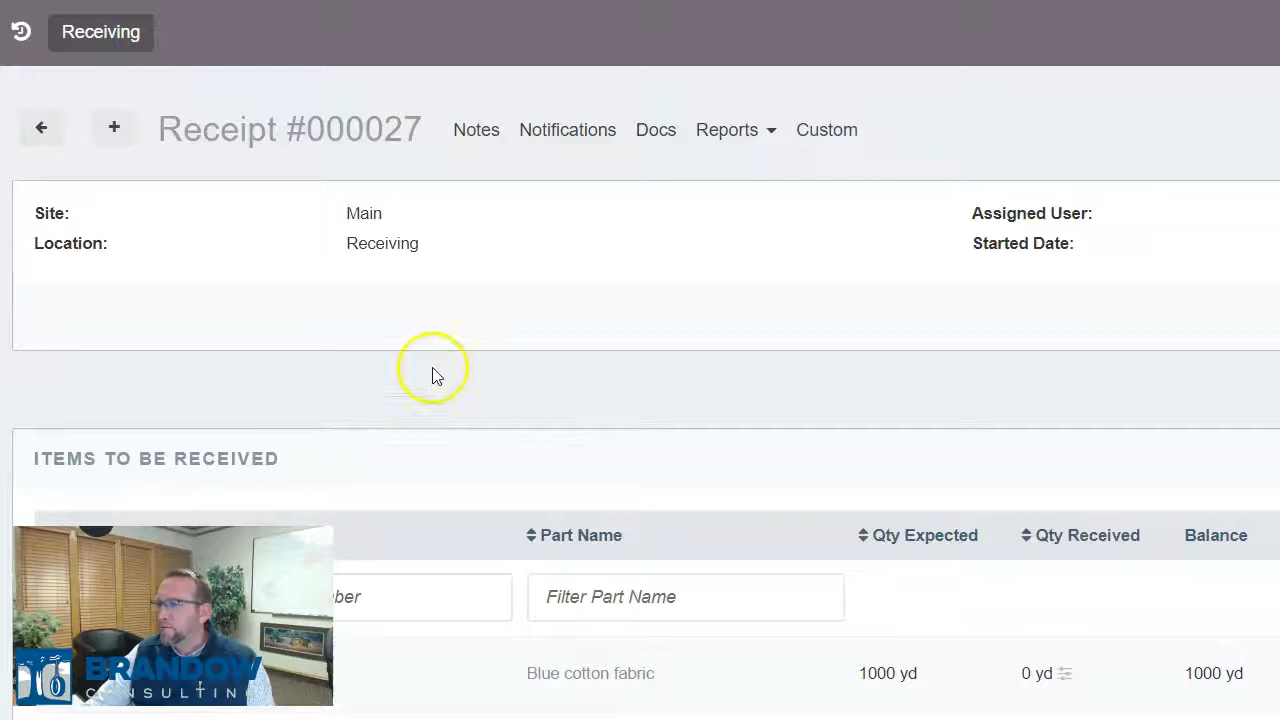 Receiving
Receipt #000027 Notes Notifications Docs Reports Custom
Site: Main Assigned User:
Location: Receiving Started Date:
ITEMS TO BE RECEIVED
Part Name Qty Expected Qty Received Balance
ber Filter Part Name
Blue cotton fabric 1000 yd 0 yd 1000 yd
BRANDOW
CONSULTING